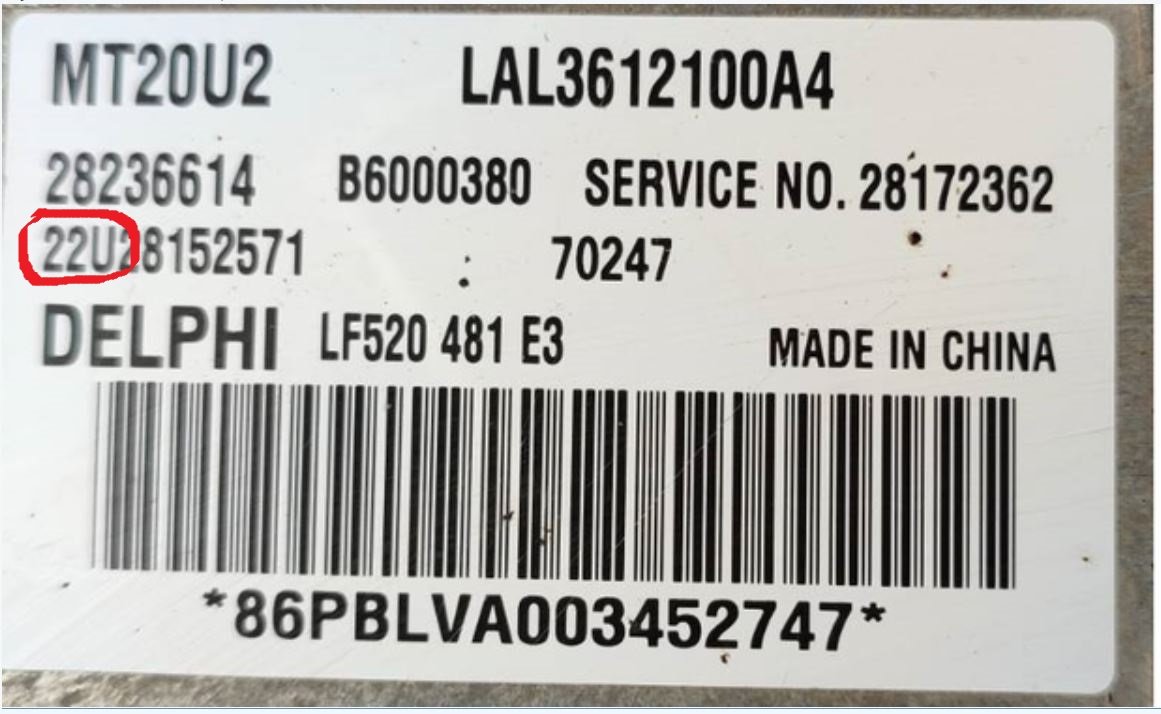 MT20U2 LAL3612100A4
28236614 B6000380 SERVICE NO. 28172362
22U28152571 70247
DELPHI LF520 481 E3 MADE IN CHINA
*86PBLVA003452747*